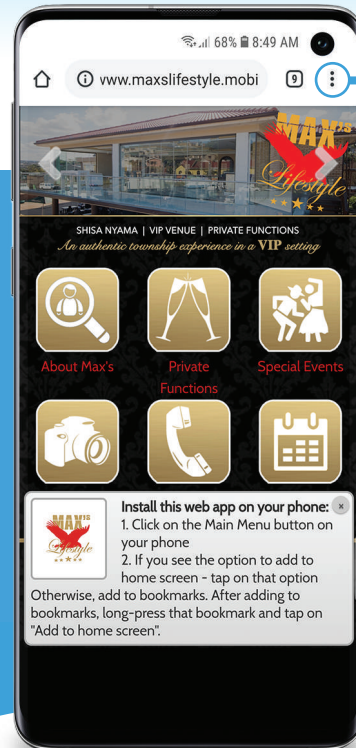 68% 8:49 AM
www.maxslifestyle.mobi 9
MAX'S
Lifestyle
SHISA NYAMA | VIP VENUE | PRIVATE FUNCTIONS
An authentic township experience in a VIP setting
About Max's
Private
Functions
Special Events
Install this web app on your phone: x
1. Click on the Main Menu button on
your phone
2. If you see the option to add to
home screen - tap on that option
Otherwise, add to bookmarks. After adding to
bookmarks, long-press that bookmark and tap on
"Add to home screen".
MAX'S
Lifestyle